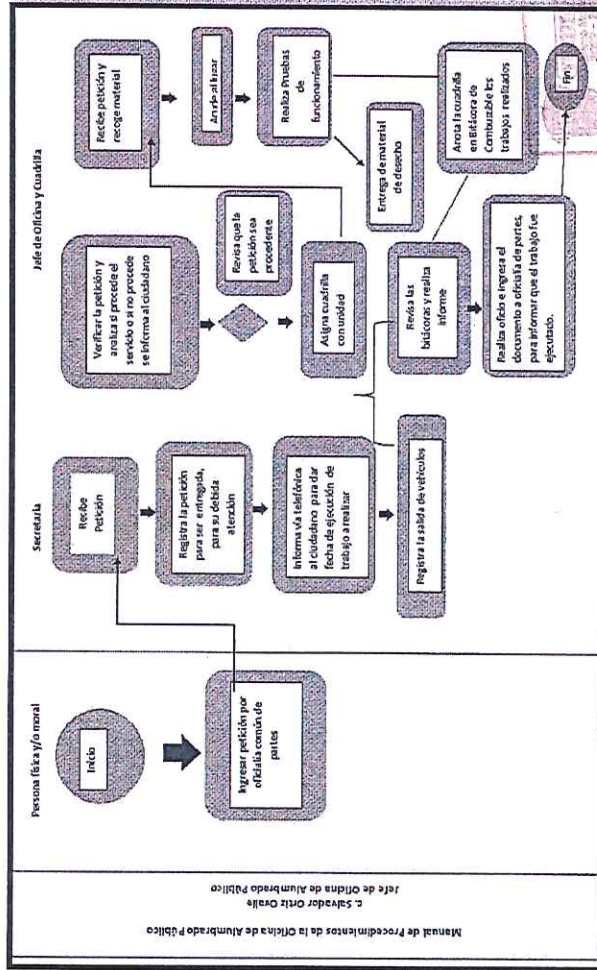 Manual de Procedimientos de la Oficina de Alumbrado Público
c. Salvador Ortiz Ovalle
Jefe de Oficina de Alumbrado Público
Persona física y/o moral
Inicio
Ingresar petición por
oficialía común de
partes
Secretaria
Recibe
Petición
Registra la petición
para ser entregada,
para su debida
atención
Informa vía telefónica
al ciudadano para dar
fecha de ejecución de
trabajo a realizar
Registra la salida de vehículos
Jefe de Oficina y Cuadrilla
Verificar la petición y
analiza si procede el
servicio o si no procede
se informa al ciudadano
Revisa que la
petición sea
procedente
Asigna cuadrilla
con unidad
Revisa las
bitácoras y realiza
informe
Realiza oficio e ingresa el
documento a oficialía de partes,
para informar que el trabajo fue
ejecutado.
Recibe petición y
recoge material
al lugar
Realiza Pruebas
de
funcionamiento
Entrega de material
de desecho
Anota la cuadrilla
en Bitácora de
Combustible los
trabajos realizados
Fin